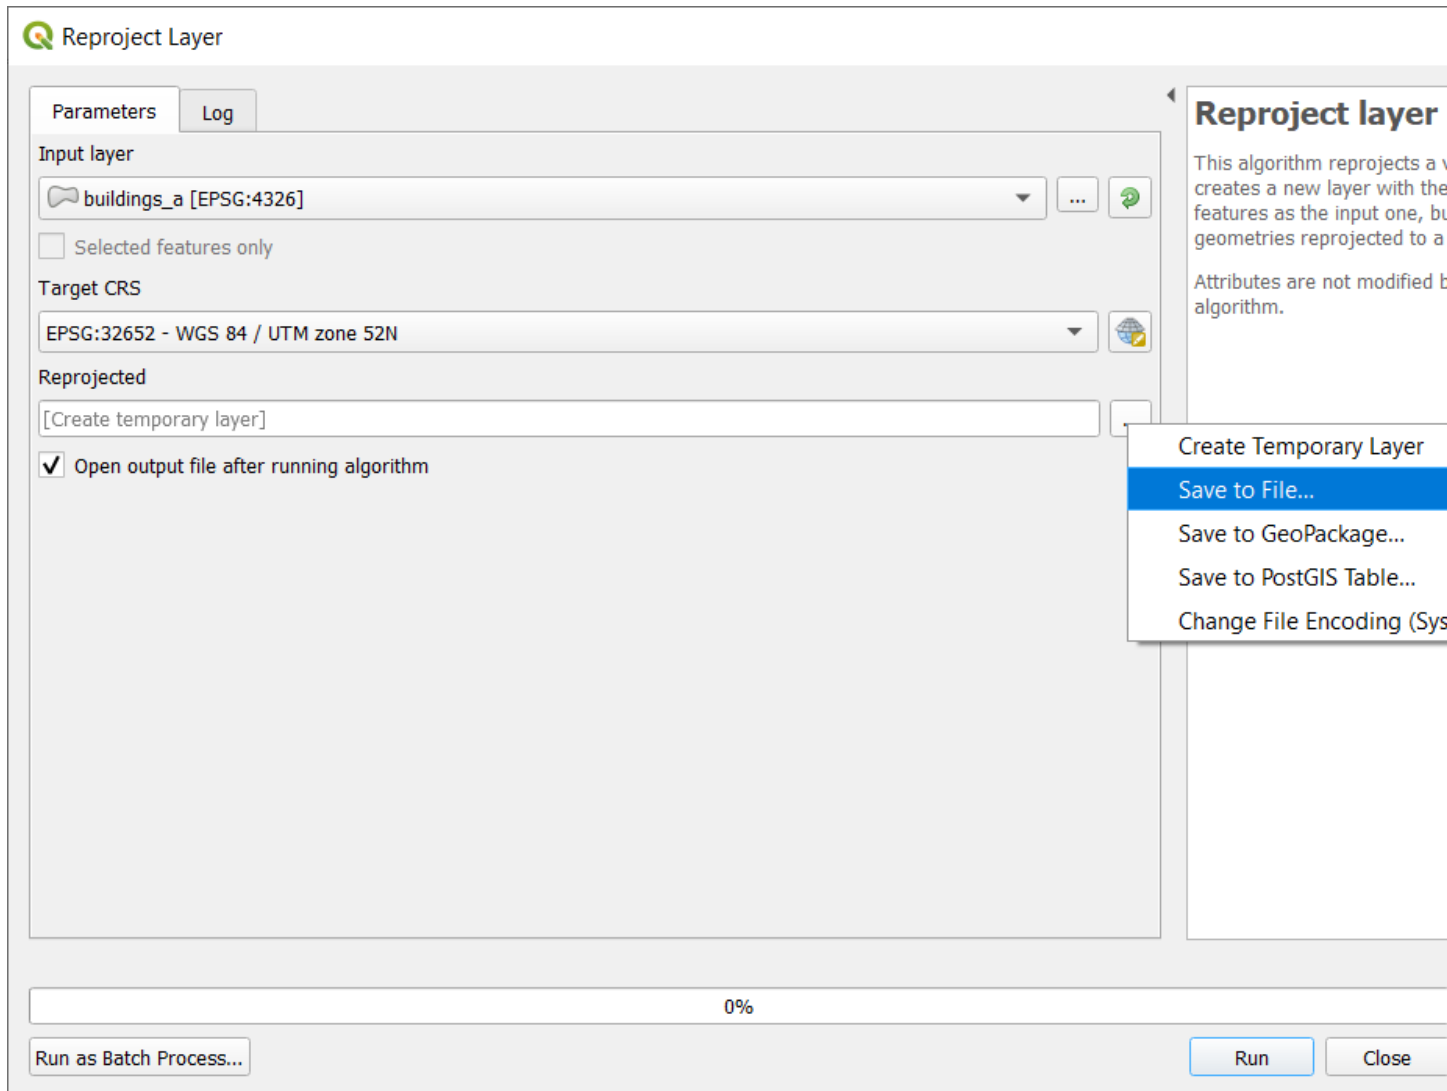 Reproject Layer
Parameters
Log
Input layer
buildings_a [EPSG:4326]
...
Selected features only
Target CRS
EPSG:32652 - WGS 84 / UTM zone 52N
Reprojected
[Create temporary layer]
Open output file after running algorithm
Reproject layer
This algorithm reprojects a
creates a new layer with the
features as the input one,
geometries reprojected to a
Attributes are not modified
algorithm.
Create Temporary Layer
Save to File...
Save to GeoPackage...
Save to PostGIS Table...
Change File Encoding (Sys
0%
Run as Batch Process...
Run
Close